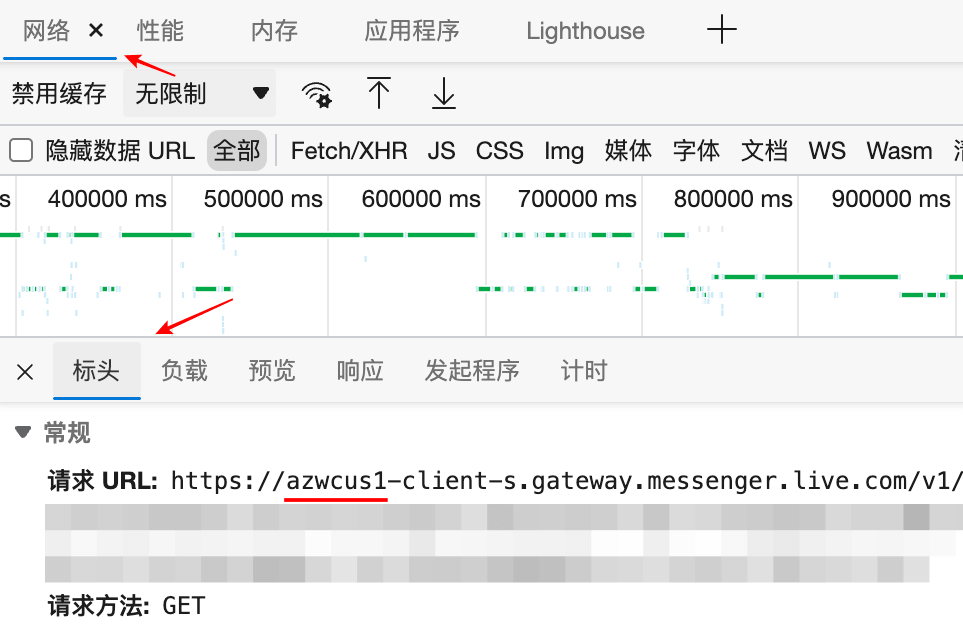 网络 性能 内存 应用程序 Lighthouse
禁用缓存 无限制
隐藏数据 URL 全部 Fetch/XHR JS CSS Img 媒体 字体 文档 WS Wasm
s 400000 ms 500000 ms 600000 ms 700000 ms 800000 ms 900000 ms
标头 负载 预览 响应 发起程序 计时
常规
请求 URL: https://azwcus1-client-s.gateway.messenger.live.com/v1/
请求方法: GET